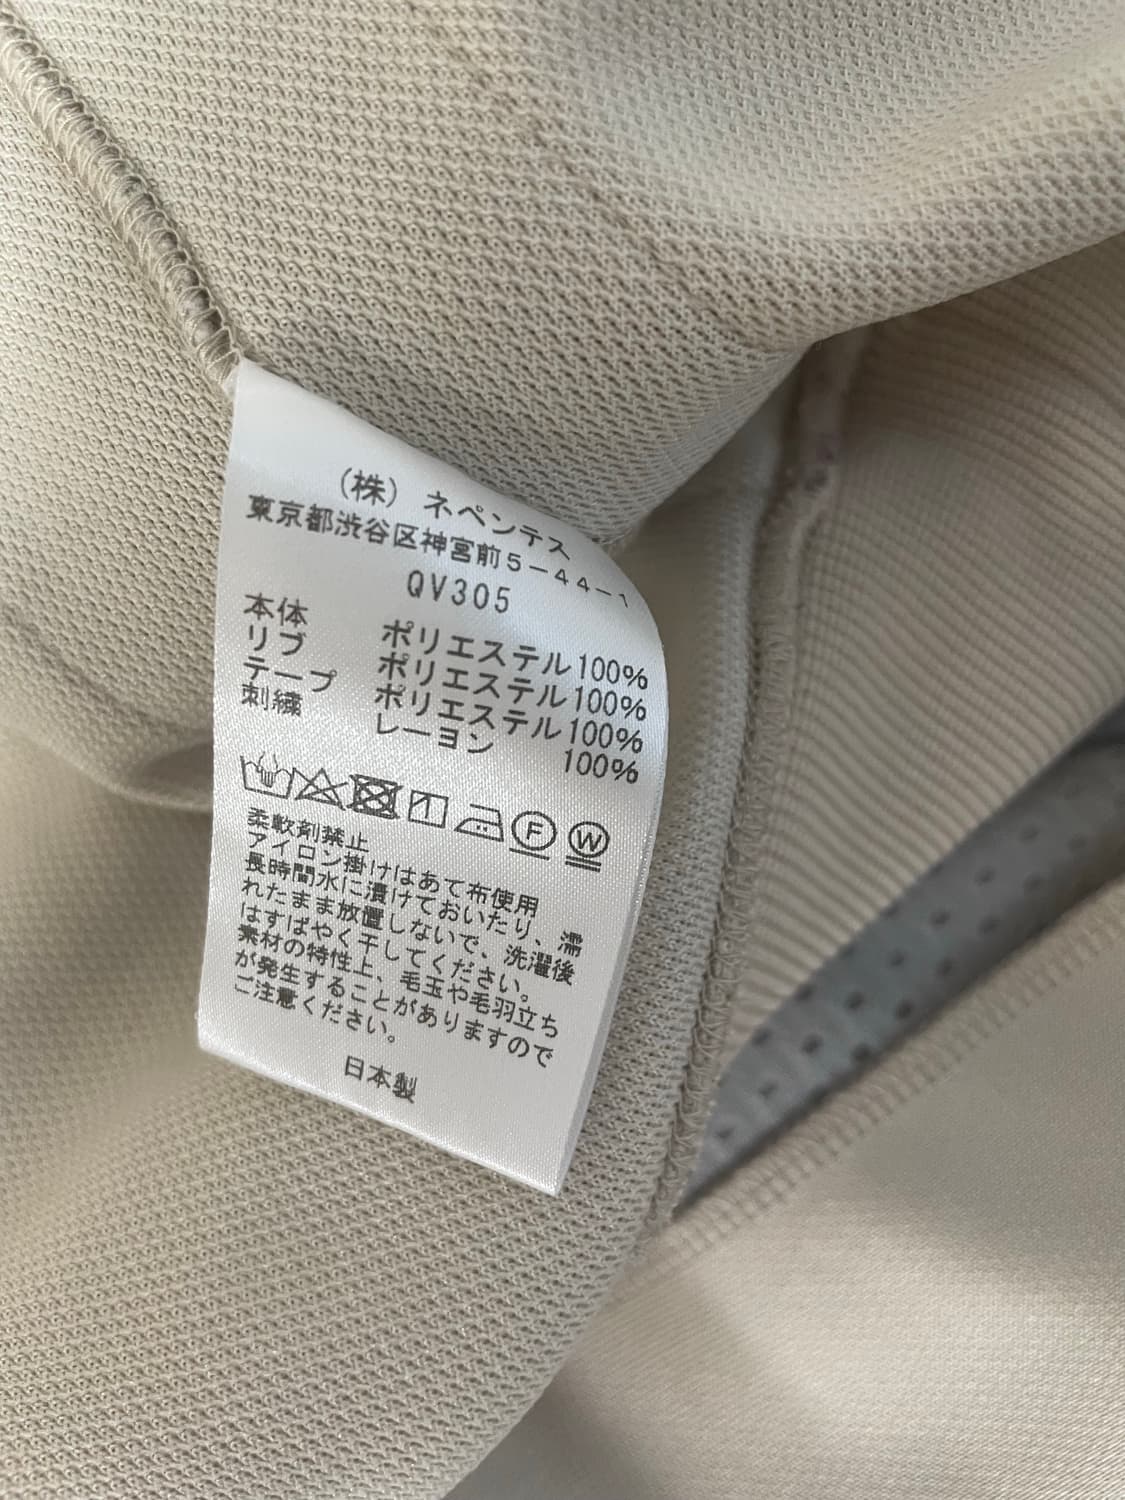 (株) ネペンテス
東京都渋谷区神宮前5-44-1
QV305
本体 ポリエステル100%
リブ ポリエステル100%
テープ ポリエステル100%
刺繍 レーヨン 100%
F W
柔軟剤禁止
アイロン掛けはあて布使用
長時間水に漬けておいたり、濡
れたまま放置しないで、洗濯後
はすばやく干してください。
素材の特性上、毛玉や毛羽立ち
が発生することがありますので
ご注意ください。
日本製